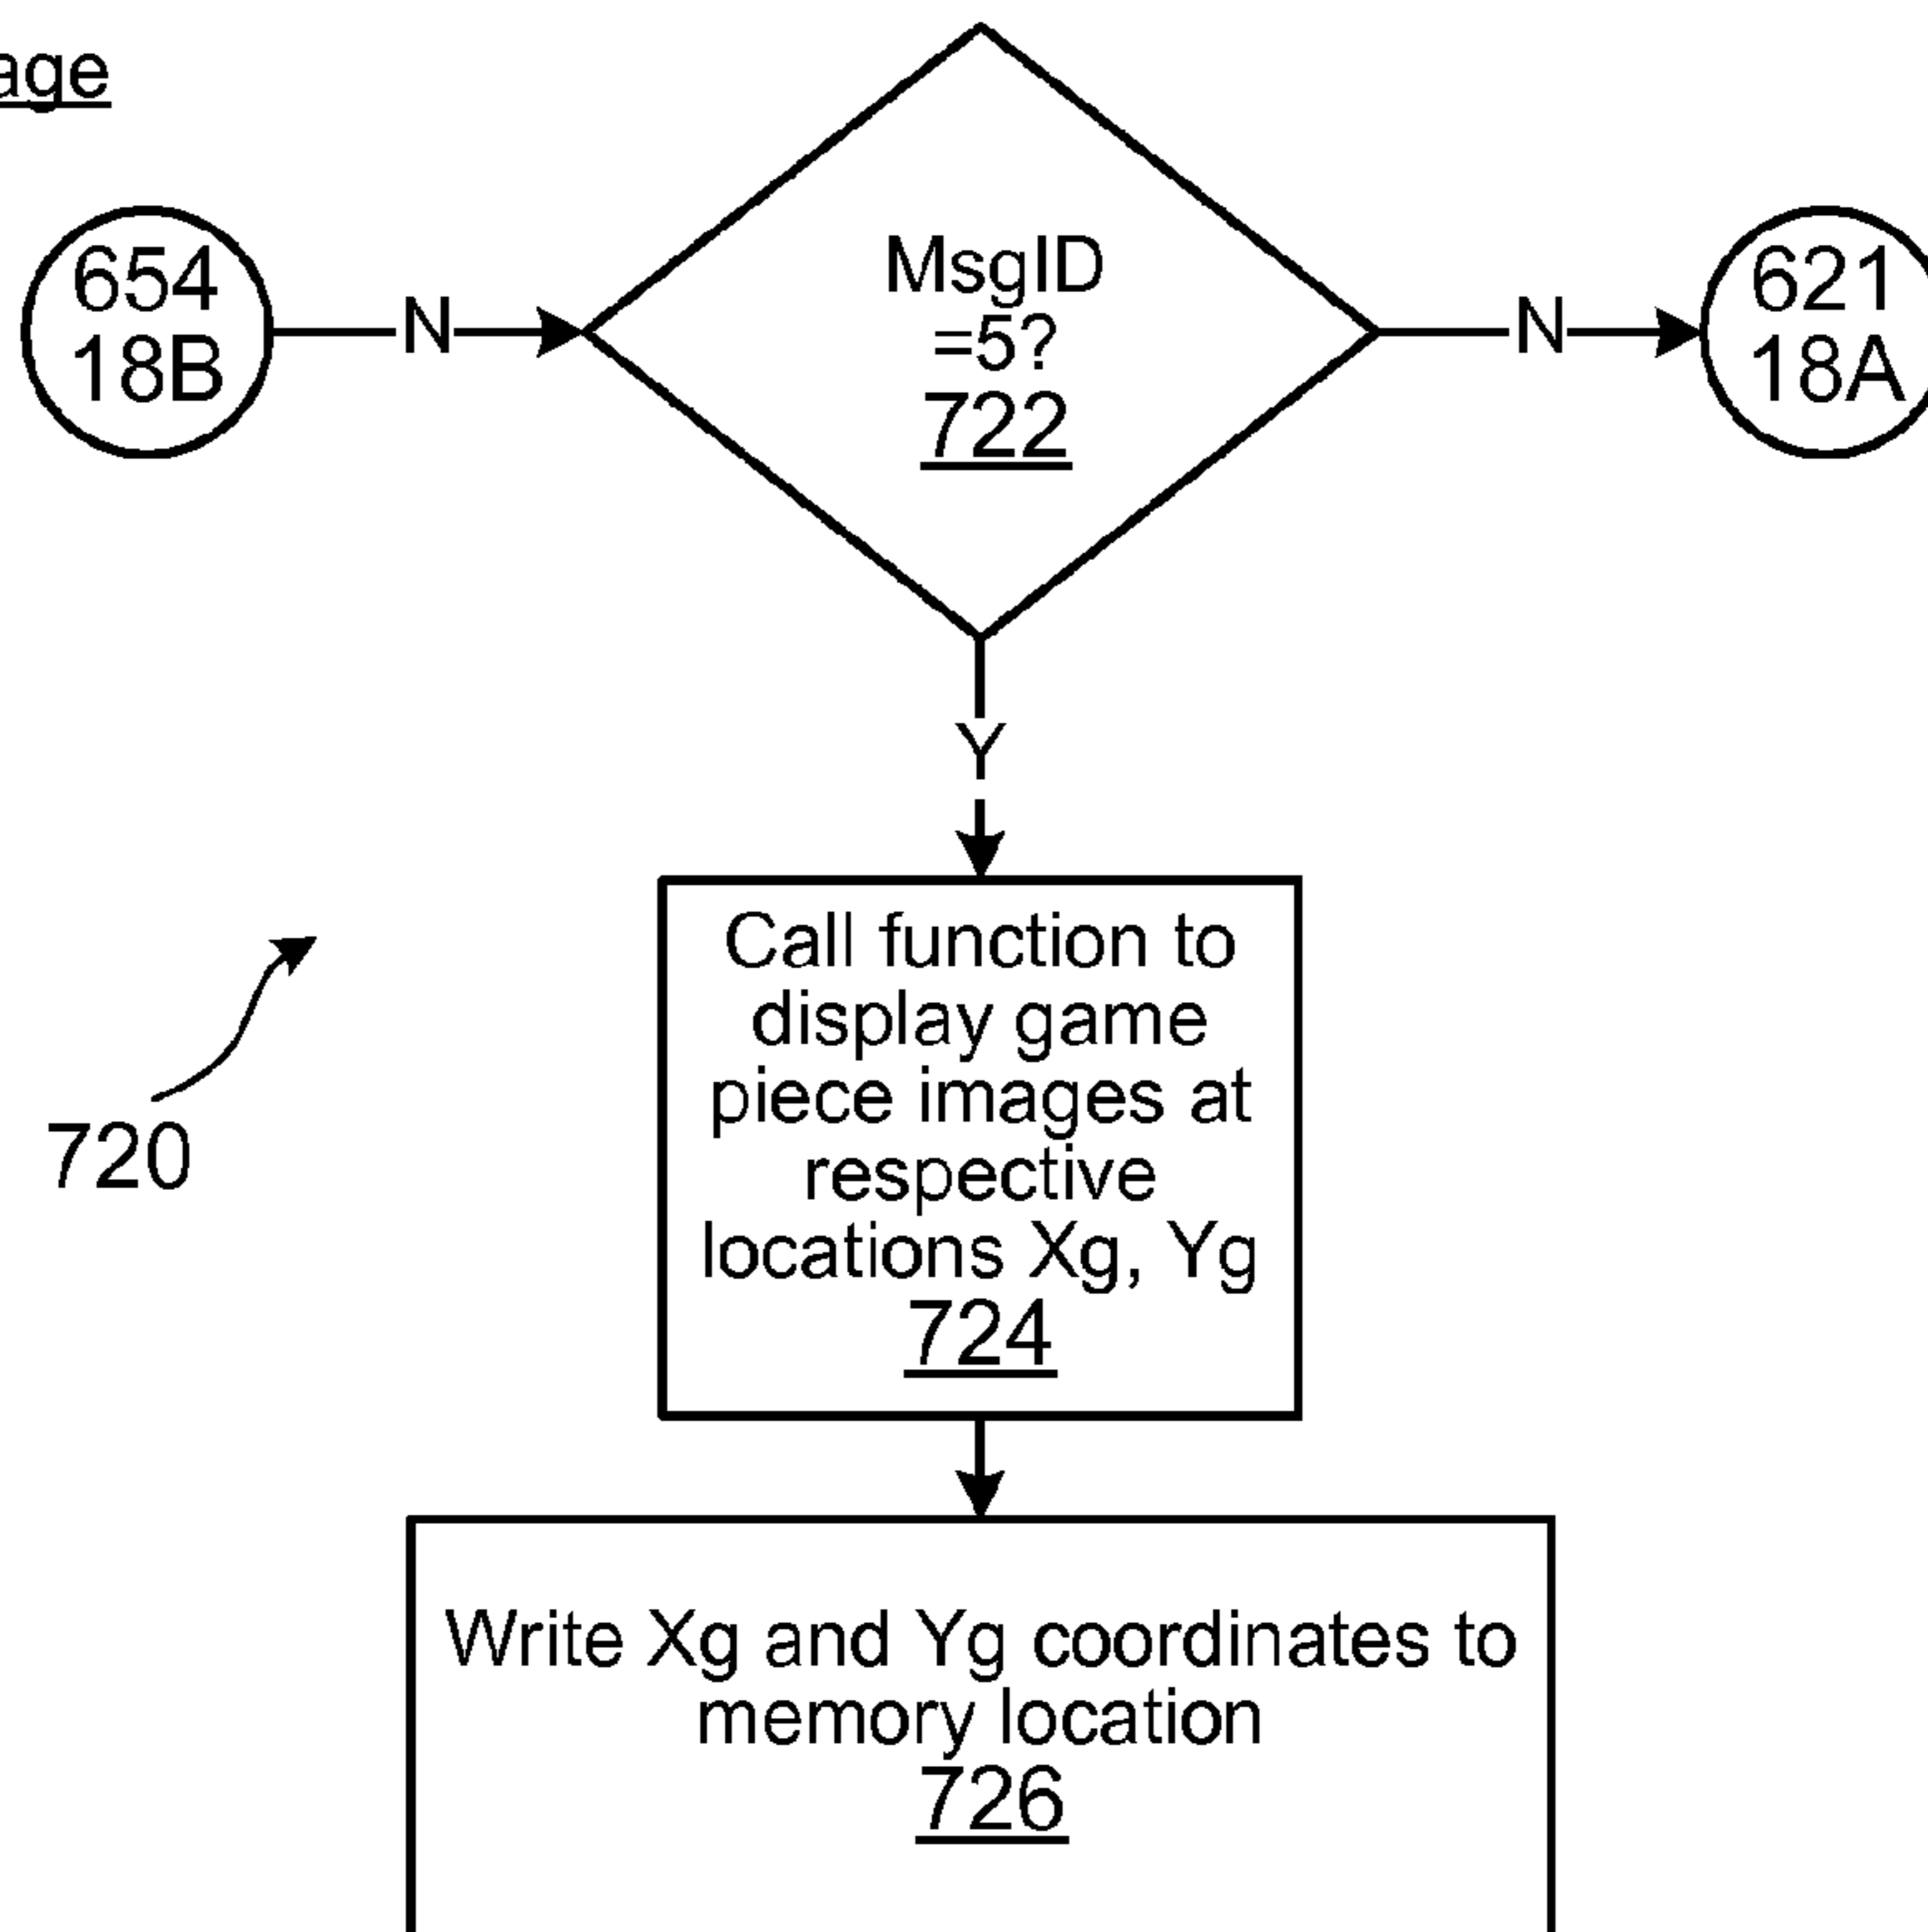 654
18B
N
MsgID
=5?
722
N
621
18A
Y
Call function to
display game
piece images at
respective
locations Xg, Yg
724
720
Write Xg and Yg coordinates to
memory location
726